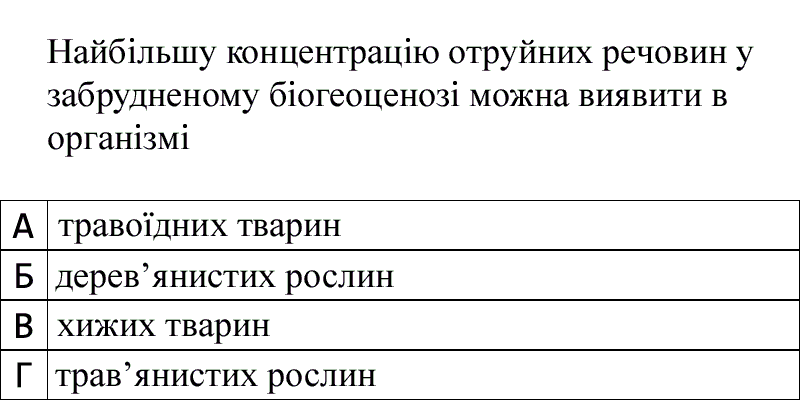 Найбільшу концентрацію отруйних речовин у
забрудненому біогеоценозі можна виявити в
організмі
А травоїдних тварин
Б дерев’янистих рослин
В хижих тварин
Г трав’янистих рослин